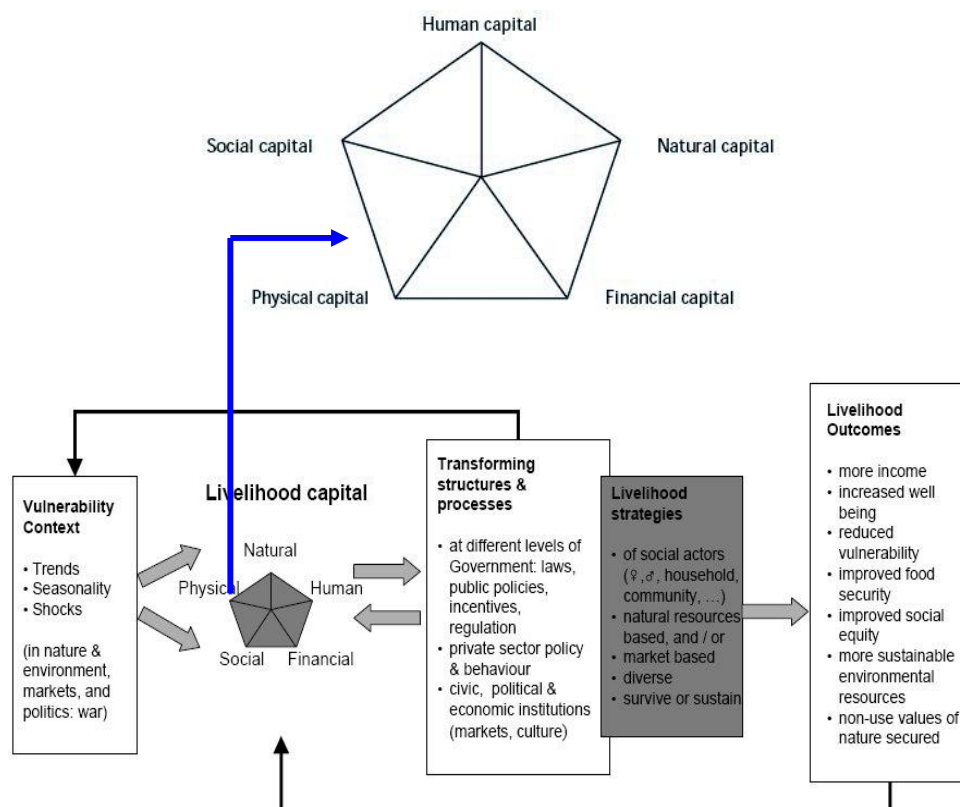 Human capital
Social capital
Natural capital
Physical capital
Financial capital
Vulnerability
Context
• Trends
• Seasonality
• Shocks
(in nature &
environment,
markets, and
politics: war)
Livelihood capital
Natural
Physical
Human
Social
Financial
Transforming
structures &
processes
• at different levels of
Government: laws,
public policies,
incentives,
regulation
• private sector policy
& behaviour
• civic, political &
economic institutions
(markets, culture)
Livelihood
strategies
• of social actors
(♀,♂, household,
community, ...)
• natural resources
based, and / or
• market based
• diverse
• survive or sustain
Livelihood
Outcomes
• more income
• increased well
being
• reduced
vulnerability
• improved food
security
• improved social
equity
• more sustainable
environmental
resources
• non-use values of
nature secured